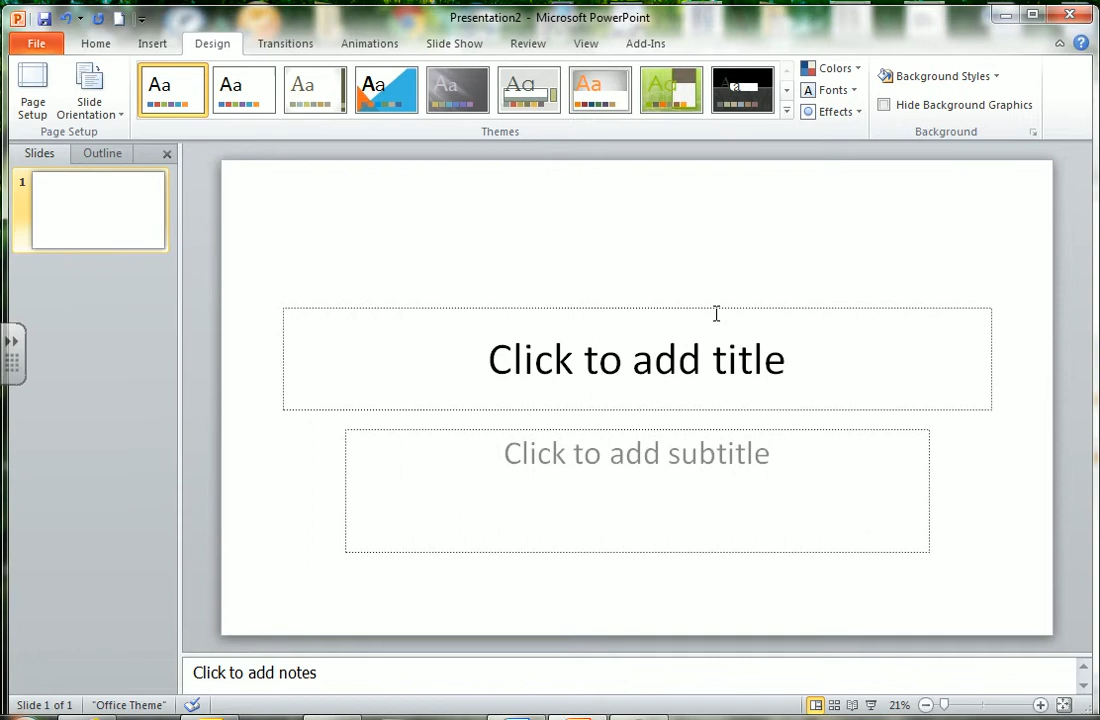 Presentation2 - Microsoft PowerPoint
File Home Insert Design Transitions Animations Slide Show Review View Add-Ins
Page Setup
Slide Orientation
Page Setup
Aa Aa Aa Aa Aa Aa Aa Aa Aa
Themes
Colors
Fonts
Effects
Background Styles
Hide Background Graphics
Background
Slides Outline
1
Click to add title
Click to add subtitle
Click to add notes
Slide 1 of 1 "Office Theme" 21%